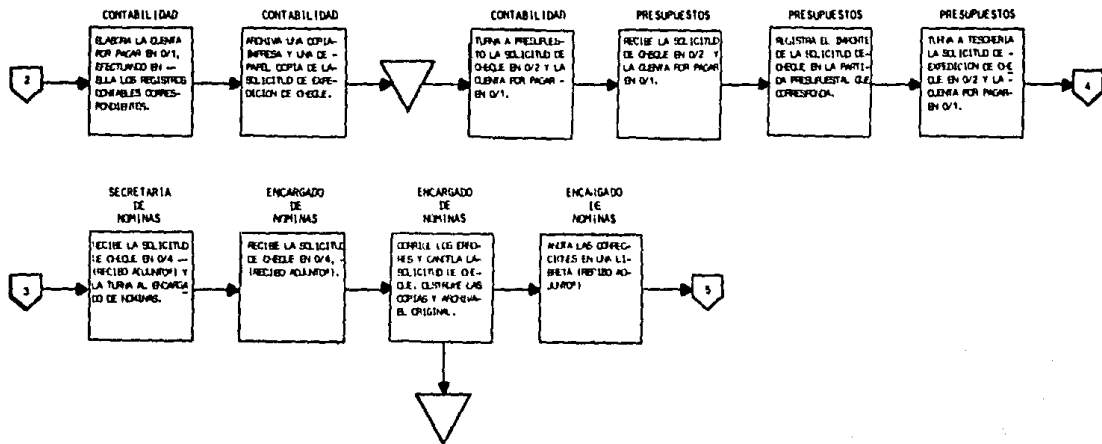 CONTABILIDAD
ELABORA LA CUENTA
POR PAGAR EN O/1,
EFECTUANDO EN —
ELLA LOS REGISTROS
CONTABLES CORRES-
PONDIENTES.
CONTABILIDAD
ARCHIVA UNA COPIA-
IMPRESA Y UNA DE-
PAPEL COPIA DE LA-
SOLICITUD DE EXPE-
DICION DE CHEQUE.
CONTABILIDAD
TURNA A PRESUPUES-
TO LA SOLICITUD DE
CHEQUE EN O/2 Y LA
CUENTA POR PAGAR -
EN O/1.
PRESUPUESTOS
RECIBE LA SOLICITUD
DE CHEQUE EN O/2 Y
LA CUENTA POR PAGAR
EN O/1.
PRESUPUESTOS
REGISTRA EL IMPORTE
DE LA SOLICITUD DE-
CHEQUE EN LA PARTI-
DA PRESUPUESTAL QUE
CORRESPONDA.
PRESUPUESTOS
TURNA A TESORERIA
LA SOLICITUD DE -
EXPEDICION DE CHE
QUE EN O/2 Y LA -
CUENTA POR PAGAR-
EN O/1.
2
4
SECRETARIA
DE
NOMINAS
RECIBE LA SOLICITUD
DE CHEQUE EN O/4 —
(RECIBO ADJUNTO*) Y
LA TURNA AL ENCARGA
DO DE NOMINAS.
ENCARGADO
DE
NOMINAS
RECIBE LA SOLICITUD
DE CHEQUE EN O/4,
(RECIBO ADJUNTO*).
ENCARGADO
DE
NOMINAS
CORRIGE LOS ERRO-
RES Y CANCELA LA-
SOLICITUD DE CHE-
QUE, DESTRUYE LAS
COPIAS Y ARCHIVA-
EL ORIGINAL.
ENCARGADO
DE
NOMINAS
ANOTA LAS CORREC-
CIONES EN UNA LI-
BRETA (RECIBO AD-
JUNTO*)
3
5